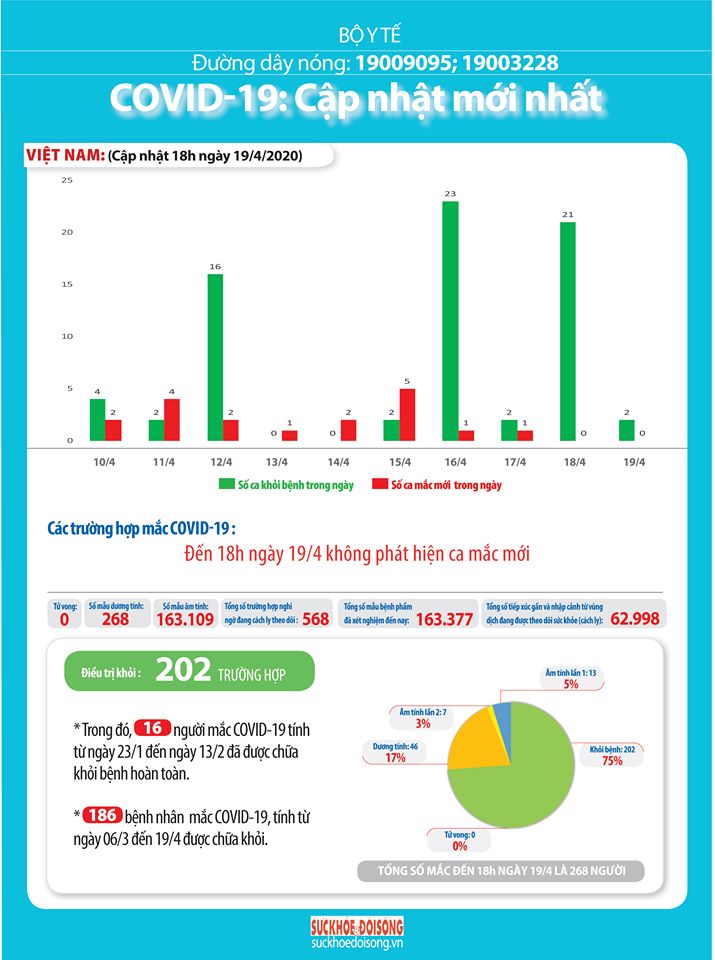 BỘ Y TẾ
Đường dây nóng: 19009095; 19003228
COVID-19: Cập nhật mới nhất
VIỆT NAM: (Cập nhật 18h ngày 19/4/2020)
25
20
15
10
5
0
4
2
2
4
16
2
0
1
0
2
2
5
23
1
2
1
21
0
2
0
10/4 11/4 12/4 13/4 14/4 15/4 16/4 17/4 18/4 19/4
Số ca khỏi bệnh trong ngày Số ca mắc mới trong ngày
Các trường hợp mắc COVID-19 :
Đến 18h ngày 19/4 không phát hiện ca mắc mới
Tử vong:
0
Số mẫu dương tính:
268
Số mẫu âm tính:
163.109
Tổng số trường hợp nghi
ngờ đang cách ly theo dõi : 568
Tổng số mẫu bệnh phẩm
đã xét nghiệm đến nay: 163.377
Tổng số tiếp xúc gần và nhập cảnh từ vùng
dịch đang được theo dõi sức khỏe (cách ly): 62.998
Điều trị khỏi : 202 TRƯỜNG HỢP
* Trong đó, 16 người mắc COVID-19 tính
từ ngày 23/1 đến ngày 13/2 đã được chữa
khỏi bệnh hoàn toàn.
* 186 bệnh nhân mắc COVID-19, tính từ
ngày 06/3 đến 19/4 được chữa khỏi.
Âm tính lần 1: 13
5%
Âm tính lần 2: 7
3%
Dương tính: 46
17%
Khỏi bệnh: 202
75%
Tử vong: 0
0%
TỔNG SỐ MẮC ĐẾN 18h NGÀY 19/4 LÀ 268 NGƯỜI
SUCKHOE DOISONG
suckhoedoisong.vn